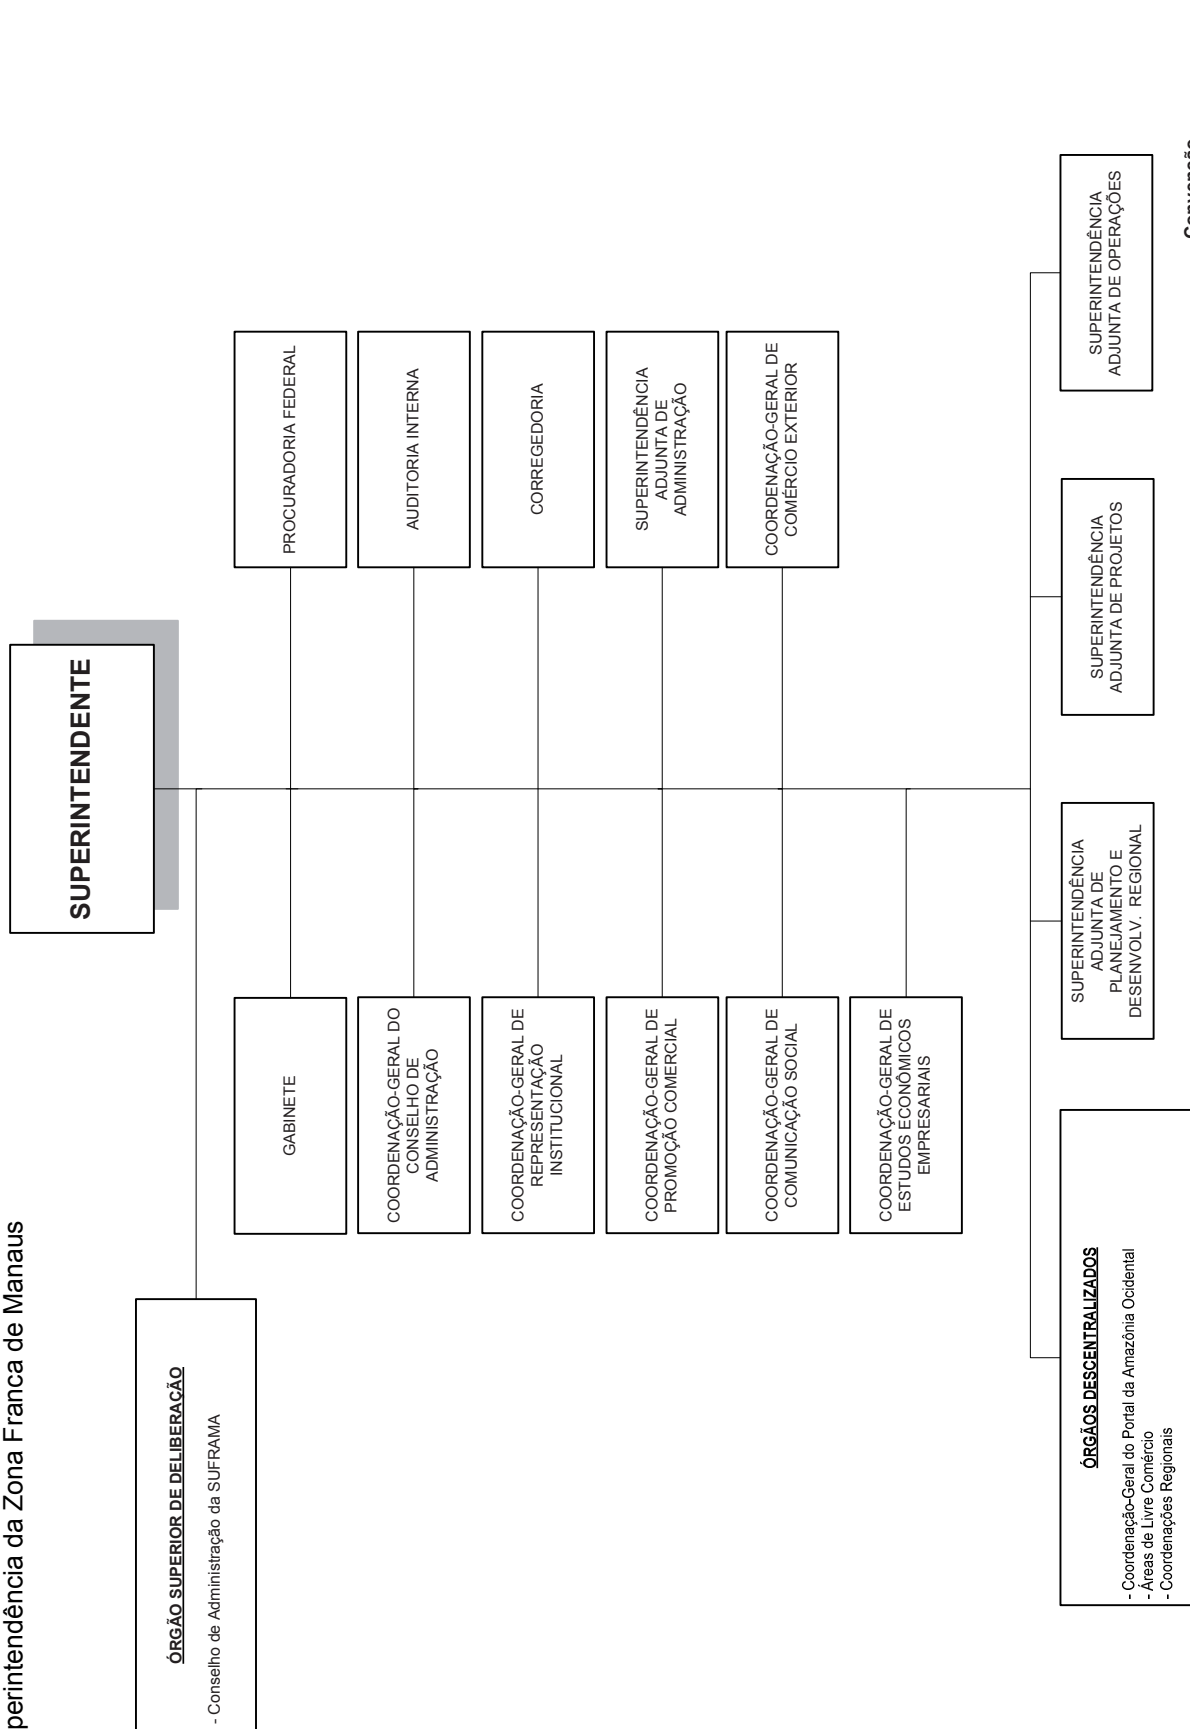 perintendência da Zona Franca de Manaus
SUPERINTENDENTE
ÓRGÃO SUPERIOR DE DELIBERAÇÃO
- Conselho de Administração da SUFRAMA
GABINETE
PROCURADORIA FEDERAL
COORDENAÇÃO-GERAL DO
CONSELHO DE
ADMINISTRAÇÃO
AUDITORIA INTERNA
COORDENAÇÃO-GERAL DE
REPRESENTAÇÃO
INSTITUCIONAL
CORREGEDORIA
COORDENAÇÃO-GERAL DE
PROMOÇÃO COMERCIAL
SUPERINTENDÊNCIA
ADJUNTA DE
ADMINISTRAÇÃO
COORDENAÇÃO-GERAL DE
COMUNICAÇÃO SOCIAL
COORDENAÇÃO-GERAL DE
COMÉRCIO EXTERIOR
COORDENAÇÃO-GERAL DE
ESTUDOS ECONÔMICOS
EMPRESARIAIS
ÓRGÃOS DESCENTRALIZADOS
- Coordenação-Geral do Portal da Amazônia Ocidental
- Áreas de Livre Comércio
- Coordenações Regionais
SUPERINTENDÊNCIA
ADJUNTA DE
PLANEJAMENTO E
DESENVOLV. REGIONAL
SUPERINTENDÊNCIA
ADJUNTA DE PROJETOS
SUPERINTENDÊNCIA
ADJUNTA DE OPERAÇÕES